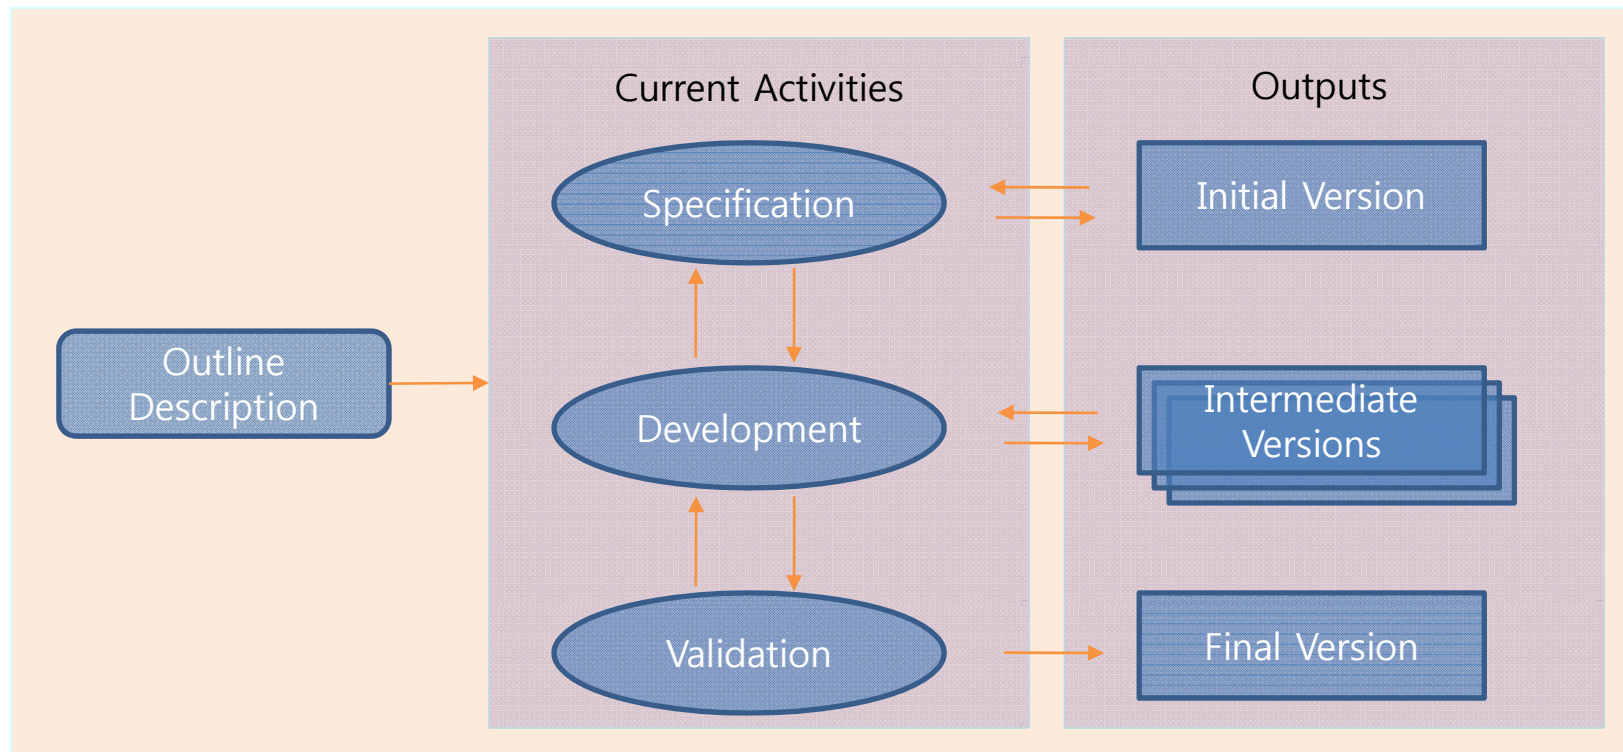 Current Activities
Outputs
Specification
Initial Version
Outline
Description
Development
Intermediate
Versions
Validation
Final Version